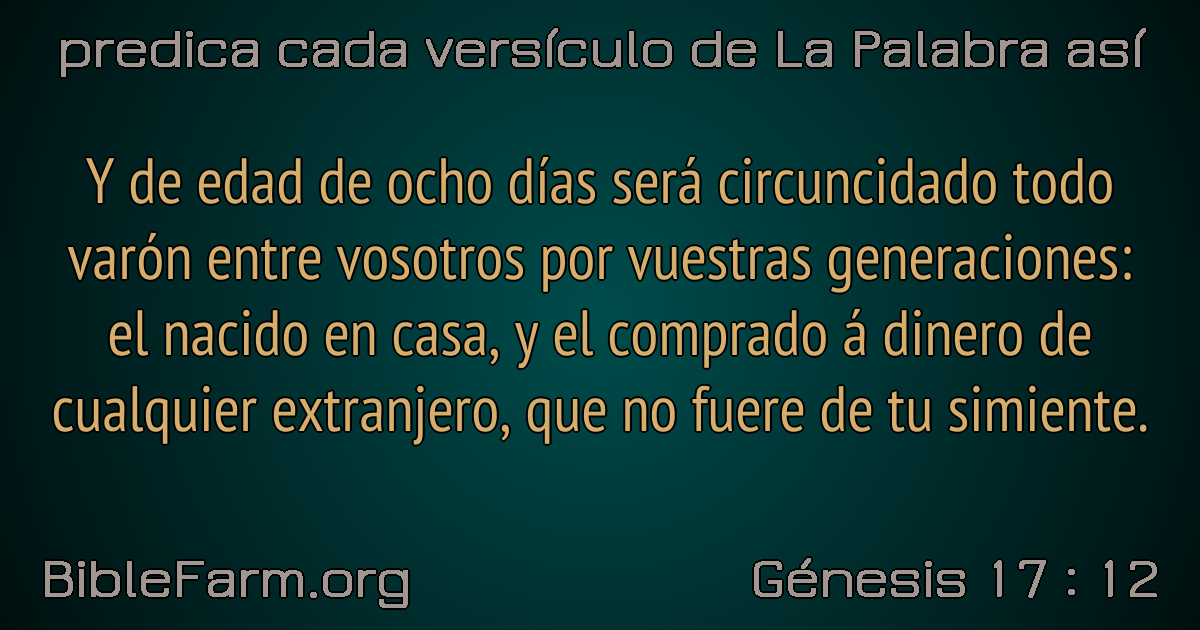 predica cada versículo de La Palabra así
Y de edad de ocho días será circuncidado todo
varón entre vosotros por vuestras generaciones:
el nacido en casa, y el comprado á dinero de
cualquier extranjero, que no fuere de tu simiente.
BibleFarm.org
Génesis 17 : 12